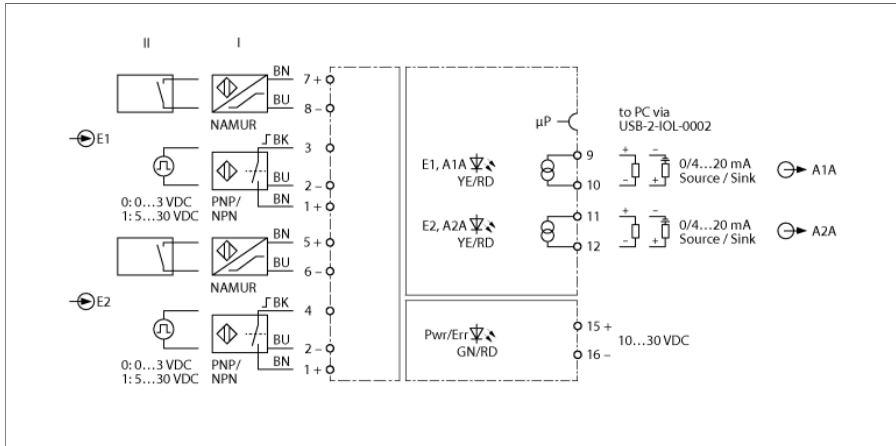 II
I
BN
7 +
BU
8 –
NAMUR
E1
BK
3
BU
2 –
BN
1 +
0: 0…3 VDC
1: 5…30 VDC
PNP/
NPN
BN
5 +
BU
6 –
NAMUR
E2
BK
4
BU
2 –
BN
1 +
0: 0…3 VDC
1: 5…30 VDC
PNP/
NPN
µP
to PC via
USB-2-IOL-0002
E1, A1A
YE/RD
9
10
+
–
–
+
0/4…20 mA
Source / Sink
A1A
E2, A2A
YE/RD
11
12
+
–
–
+
0/4…20 mA
Source / Sink
A2A
Pwr/Err
GN/RD
15 +
16 –
10…30 VDC